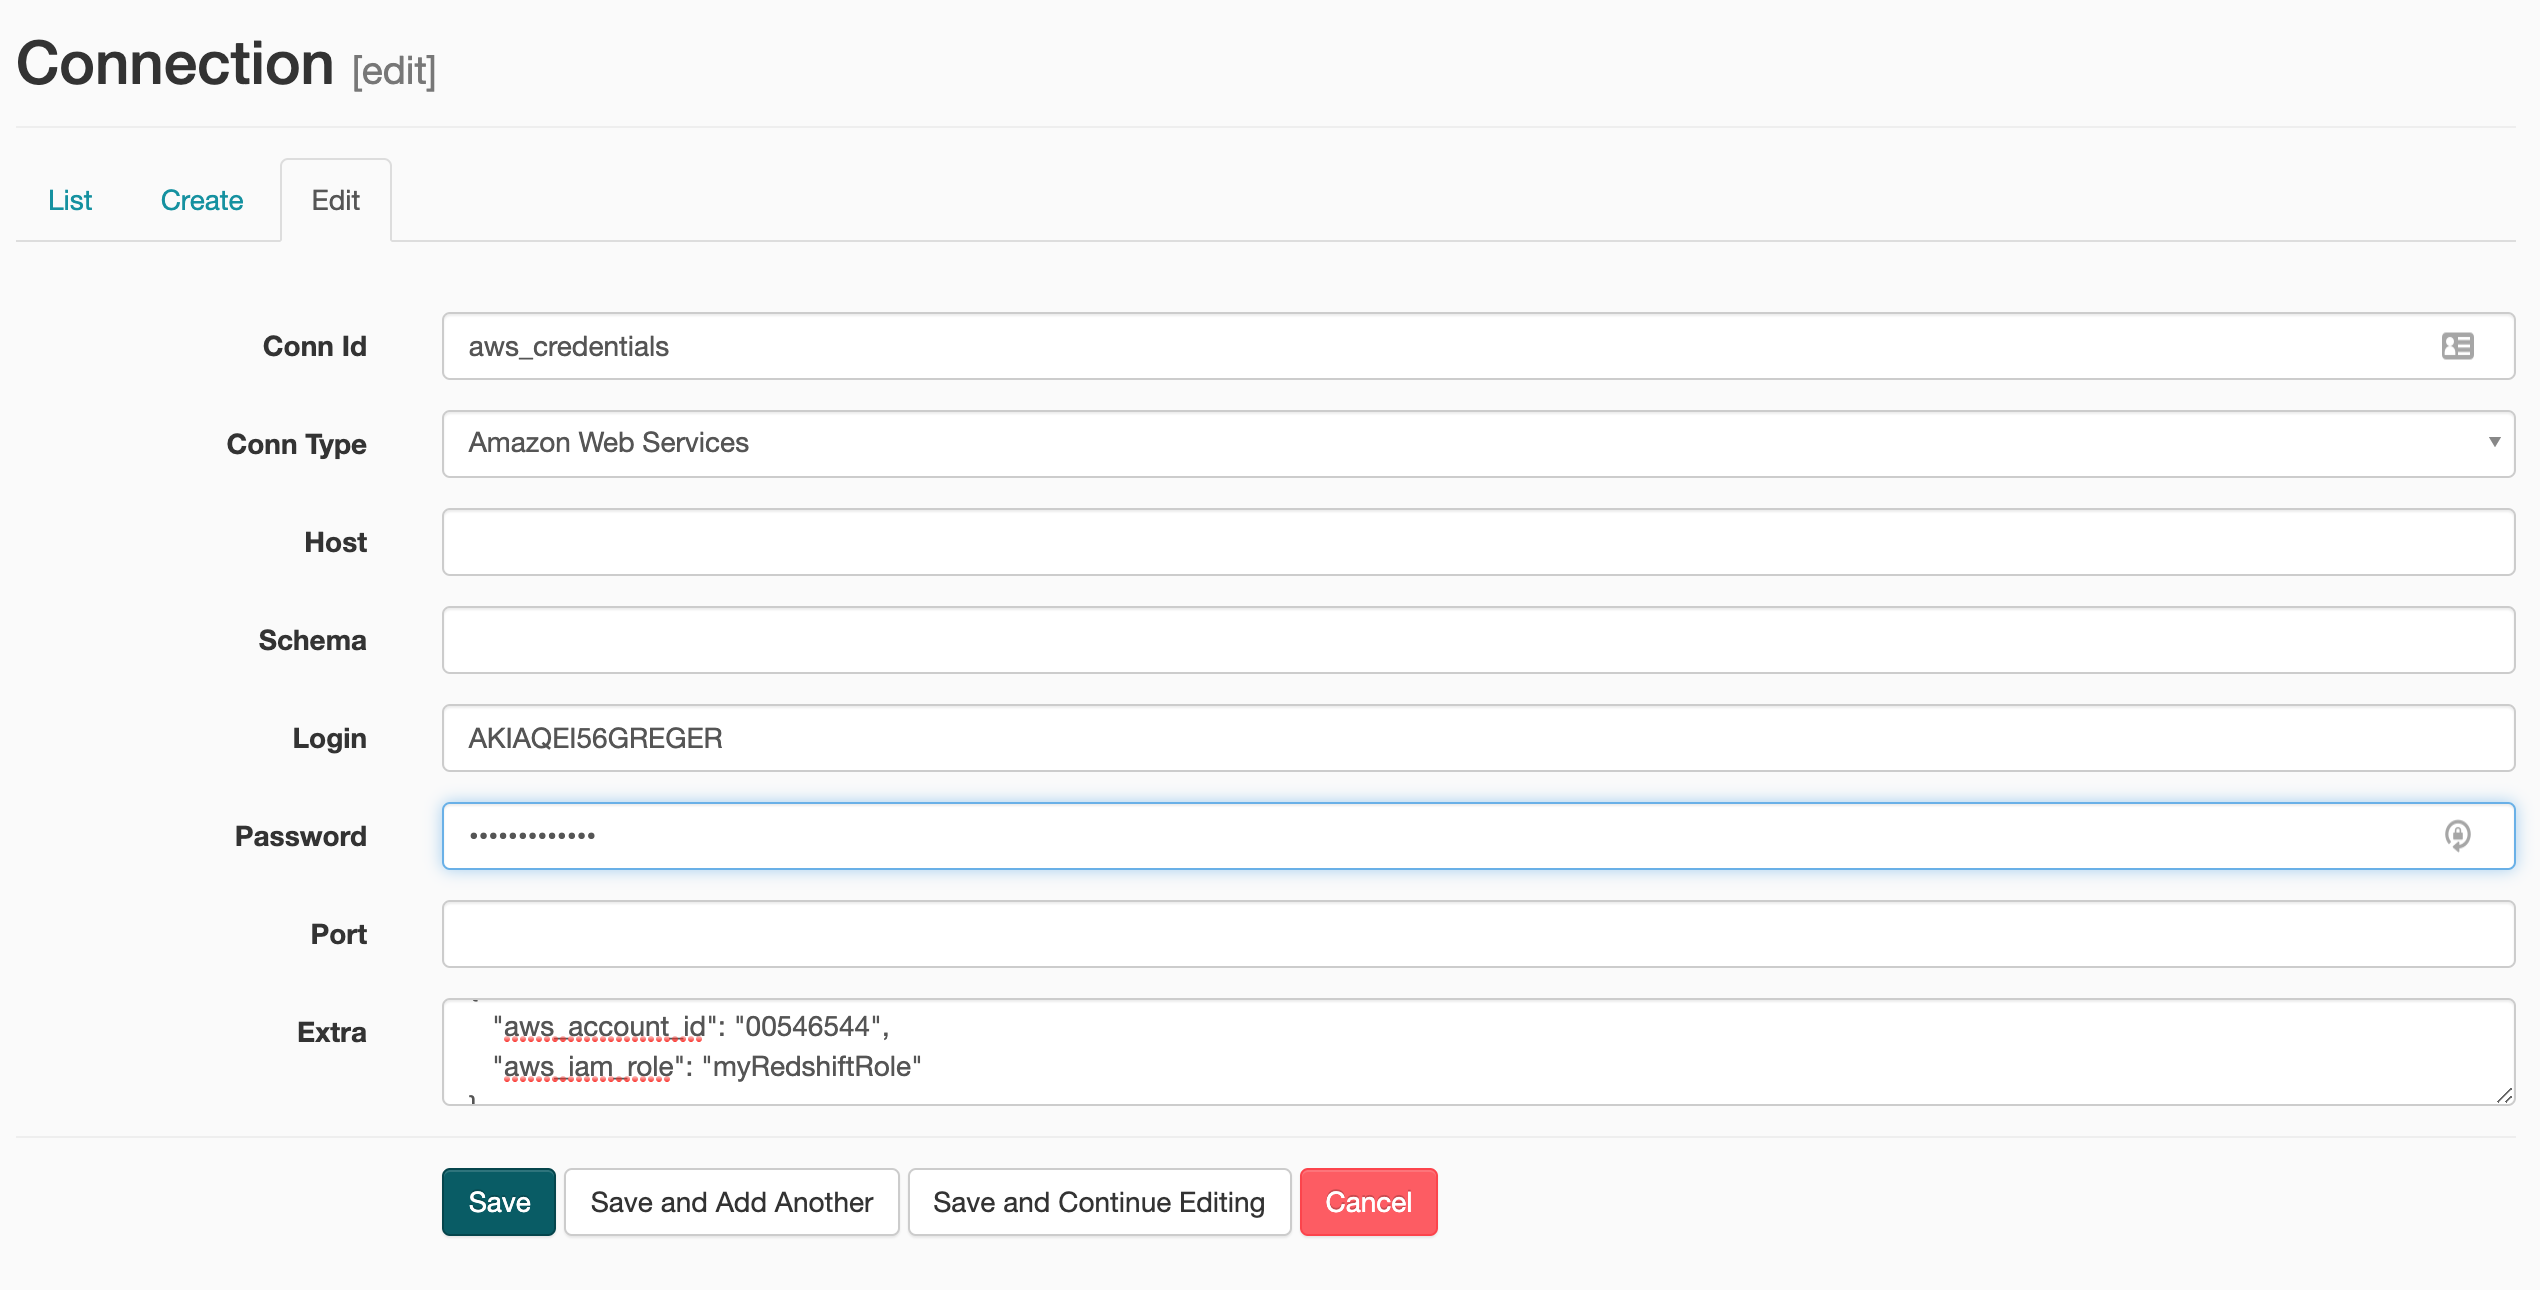 Connection [edit]
List Create Edit
Conn Id aws_credentials
Conn Type Amazon Web Services
Host
Schema
Login AKIAQEI56GREGER
Password •••••••••••••
Port
Extra "aws_account_id": "00546544",
"aws_iam_role": "myRedshiftRole"
}
Save Save and Add Another Save and Continue Editing Cancel